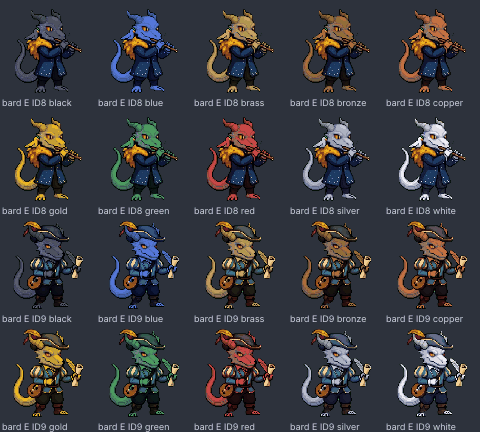 bard E ID8 black
bard E ID8 blue
bard E ID8 brass
bard E ID8 bronze
bard E ID8 copper
bard E ID8 gold
bard E ID8 green
bard E ID8 red
bard E ID8 silver
bard E ID8 white
bard E ID9 black
bard E ID9 blue
bard E ID9 brass
bard E ID9 bronze
bard E ID9 copper
bard E ID9 gold
bard E ID9 green
bard E ID9 red
bard E ID9 silver
bard E ID9 white